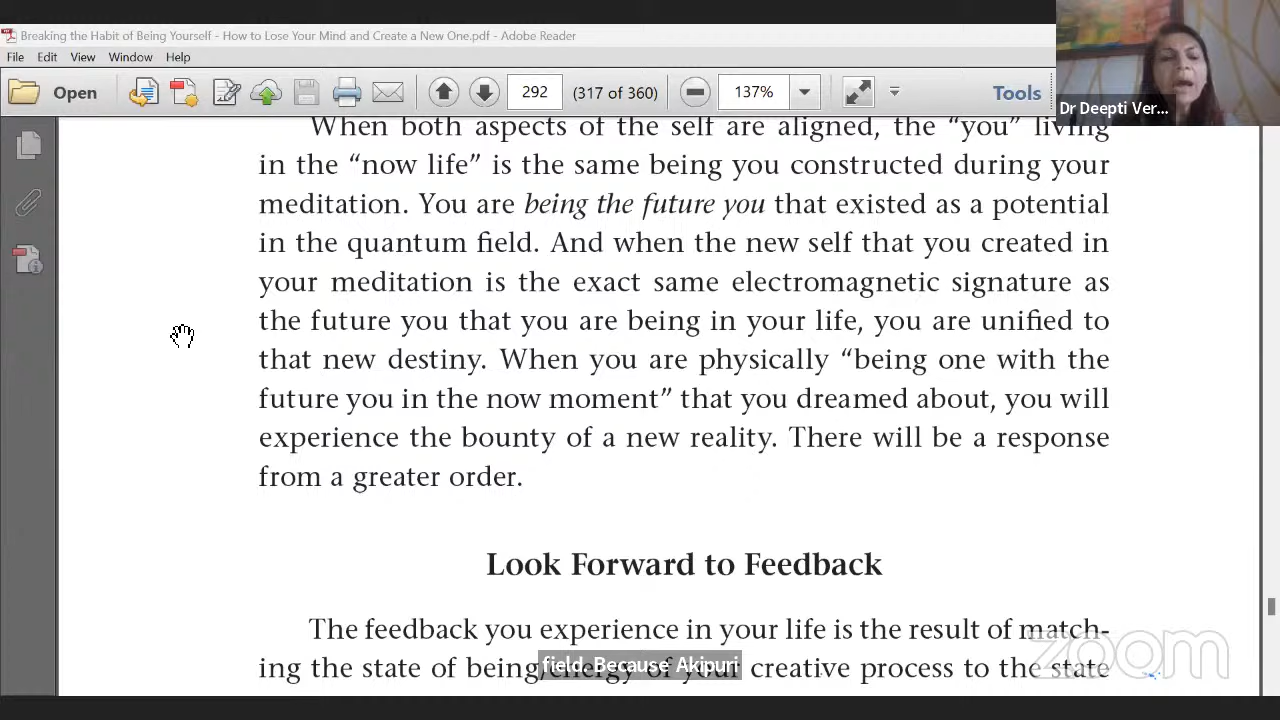 Breaking the Habit of Being Yourself - How to Lose Your Mind and Create a New One.pdf - Adobe Reader
File Edit View Window Help
Open 292 (317 of 360) 137% Tools
Dr Deepti Ver...
When both aspects of the self are aligned, the “you” living
in the “now life” is the same being you constructed during your
meditation. You are being the future you that existed as a potential
in the quantum field. And when the new self that you created in
your meditation is the exact same electromagnetic signature as
the future you that you are being in your life, you are unified to
that new destiny. When you are physically “being one with the
future you in the now moment” that you dreamed about, you will
experience the bounty of a new reality. There will be a response
from a greater order.
Look Forward to Feedback
The feedback you experience in your life is the result of match-
ing the state of being/energy of your creative process to the state
field. Because Akipuri
zoom